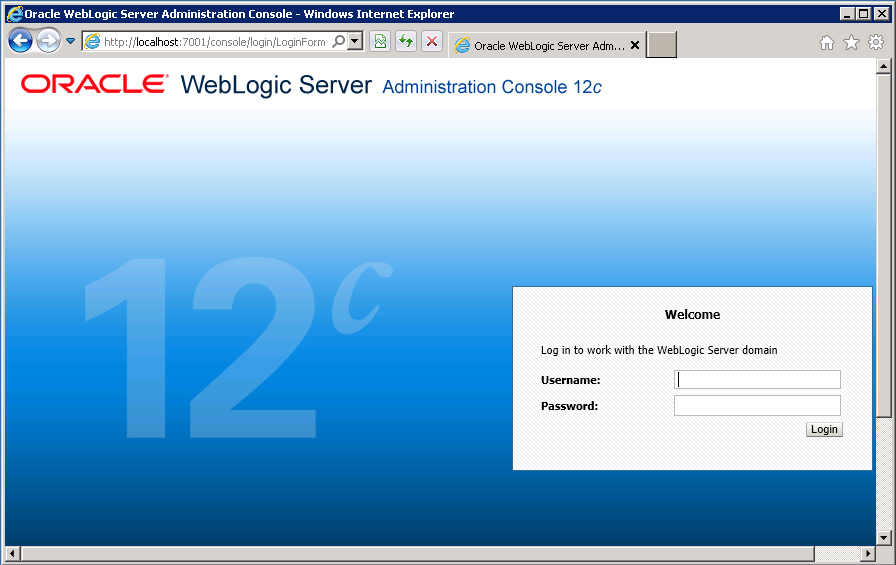 Oracle WebLogic Server Administration Console - Windows Internet Explorer
http://localhost:7001/console/login/LoginForm
Oracle WebLogic Server Adm...
ORACLE® WebLogic Server Administration Console 12c
12c
Welcome
Log in to work with the WebLogic Server domain
Username:
Password:
Login